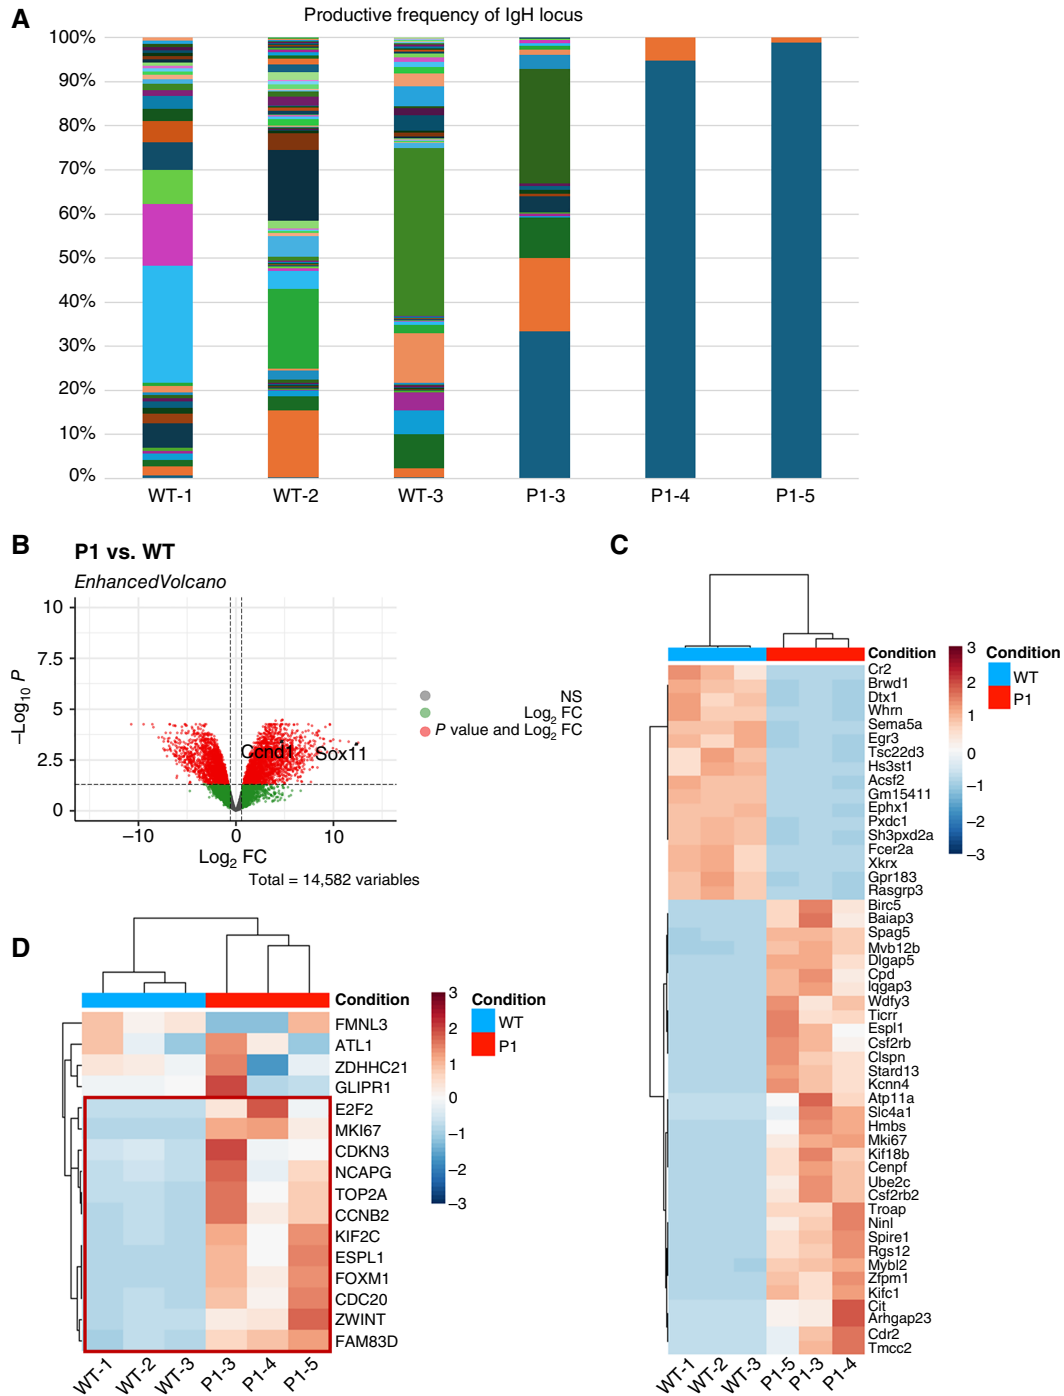 A
Productive frequency of IgH locus
100%
90%
80%
70%
60%
50%
40%
30%
20%
10%
0%
WT-1 WT-2 WT-3 P1-3 P1-4 P1-5
B
P1 vs. WT
EnhancedVolcano
10
7.5
5
2.5
0
–Log10 P
Ccnd1 Sox11
–10 0 10
Log2 FC
Total = 14,582 variables
NS
Log2 FC
P value and Log2 FC
C
Condition
Cr2
Brwd1
Dtx1
Whrn
Sema5a
Egr3
Tsc22d3
Hs3st1
Acsf2
Gm15411
Ephx1
Pxdc1
Sh3pxd2a
Fcer2a
Xkrx
Gpr183
Rasgrp3
Birc5
Baiap3
Spag5
Mvb12b
Dlgap5
Cpd
Iqgap3
Wdfy3
Ticrr
Espl1
Csf2rb
Clspn
Stard13
Kcnn4
Atp11a
Slc4a1
Hmbs
Mki67
Kif18b
Cenpf
Ube2c
Csf2rb2
Troap
Ninl
Spire1
Rgs12
Mybl2
Zfpm1
Kifc1
Cit
Arhgap23
Cdr2
Tmcc2
WT-1 WT-2 WT-3 P1-5 P1-3 P1-4
3
2
1
0
–1
–2
–3
Condition
WT
P1
D
Condition
FMNL3
ATL1
ZDHHC21
GLIPR1
E2F2
MKI67
CDKN3
NCAPG
TOP2A
CCNB2
KIF2C
ESPL1
FOXM1
CDC20
ZWINT
FAM83D
WT-1 WT-2 WT-3 P1-3 P1-4 P1-5
3
2
1
0
–1
–2
–3
Condition
WT
P1